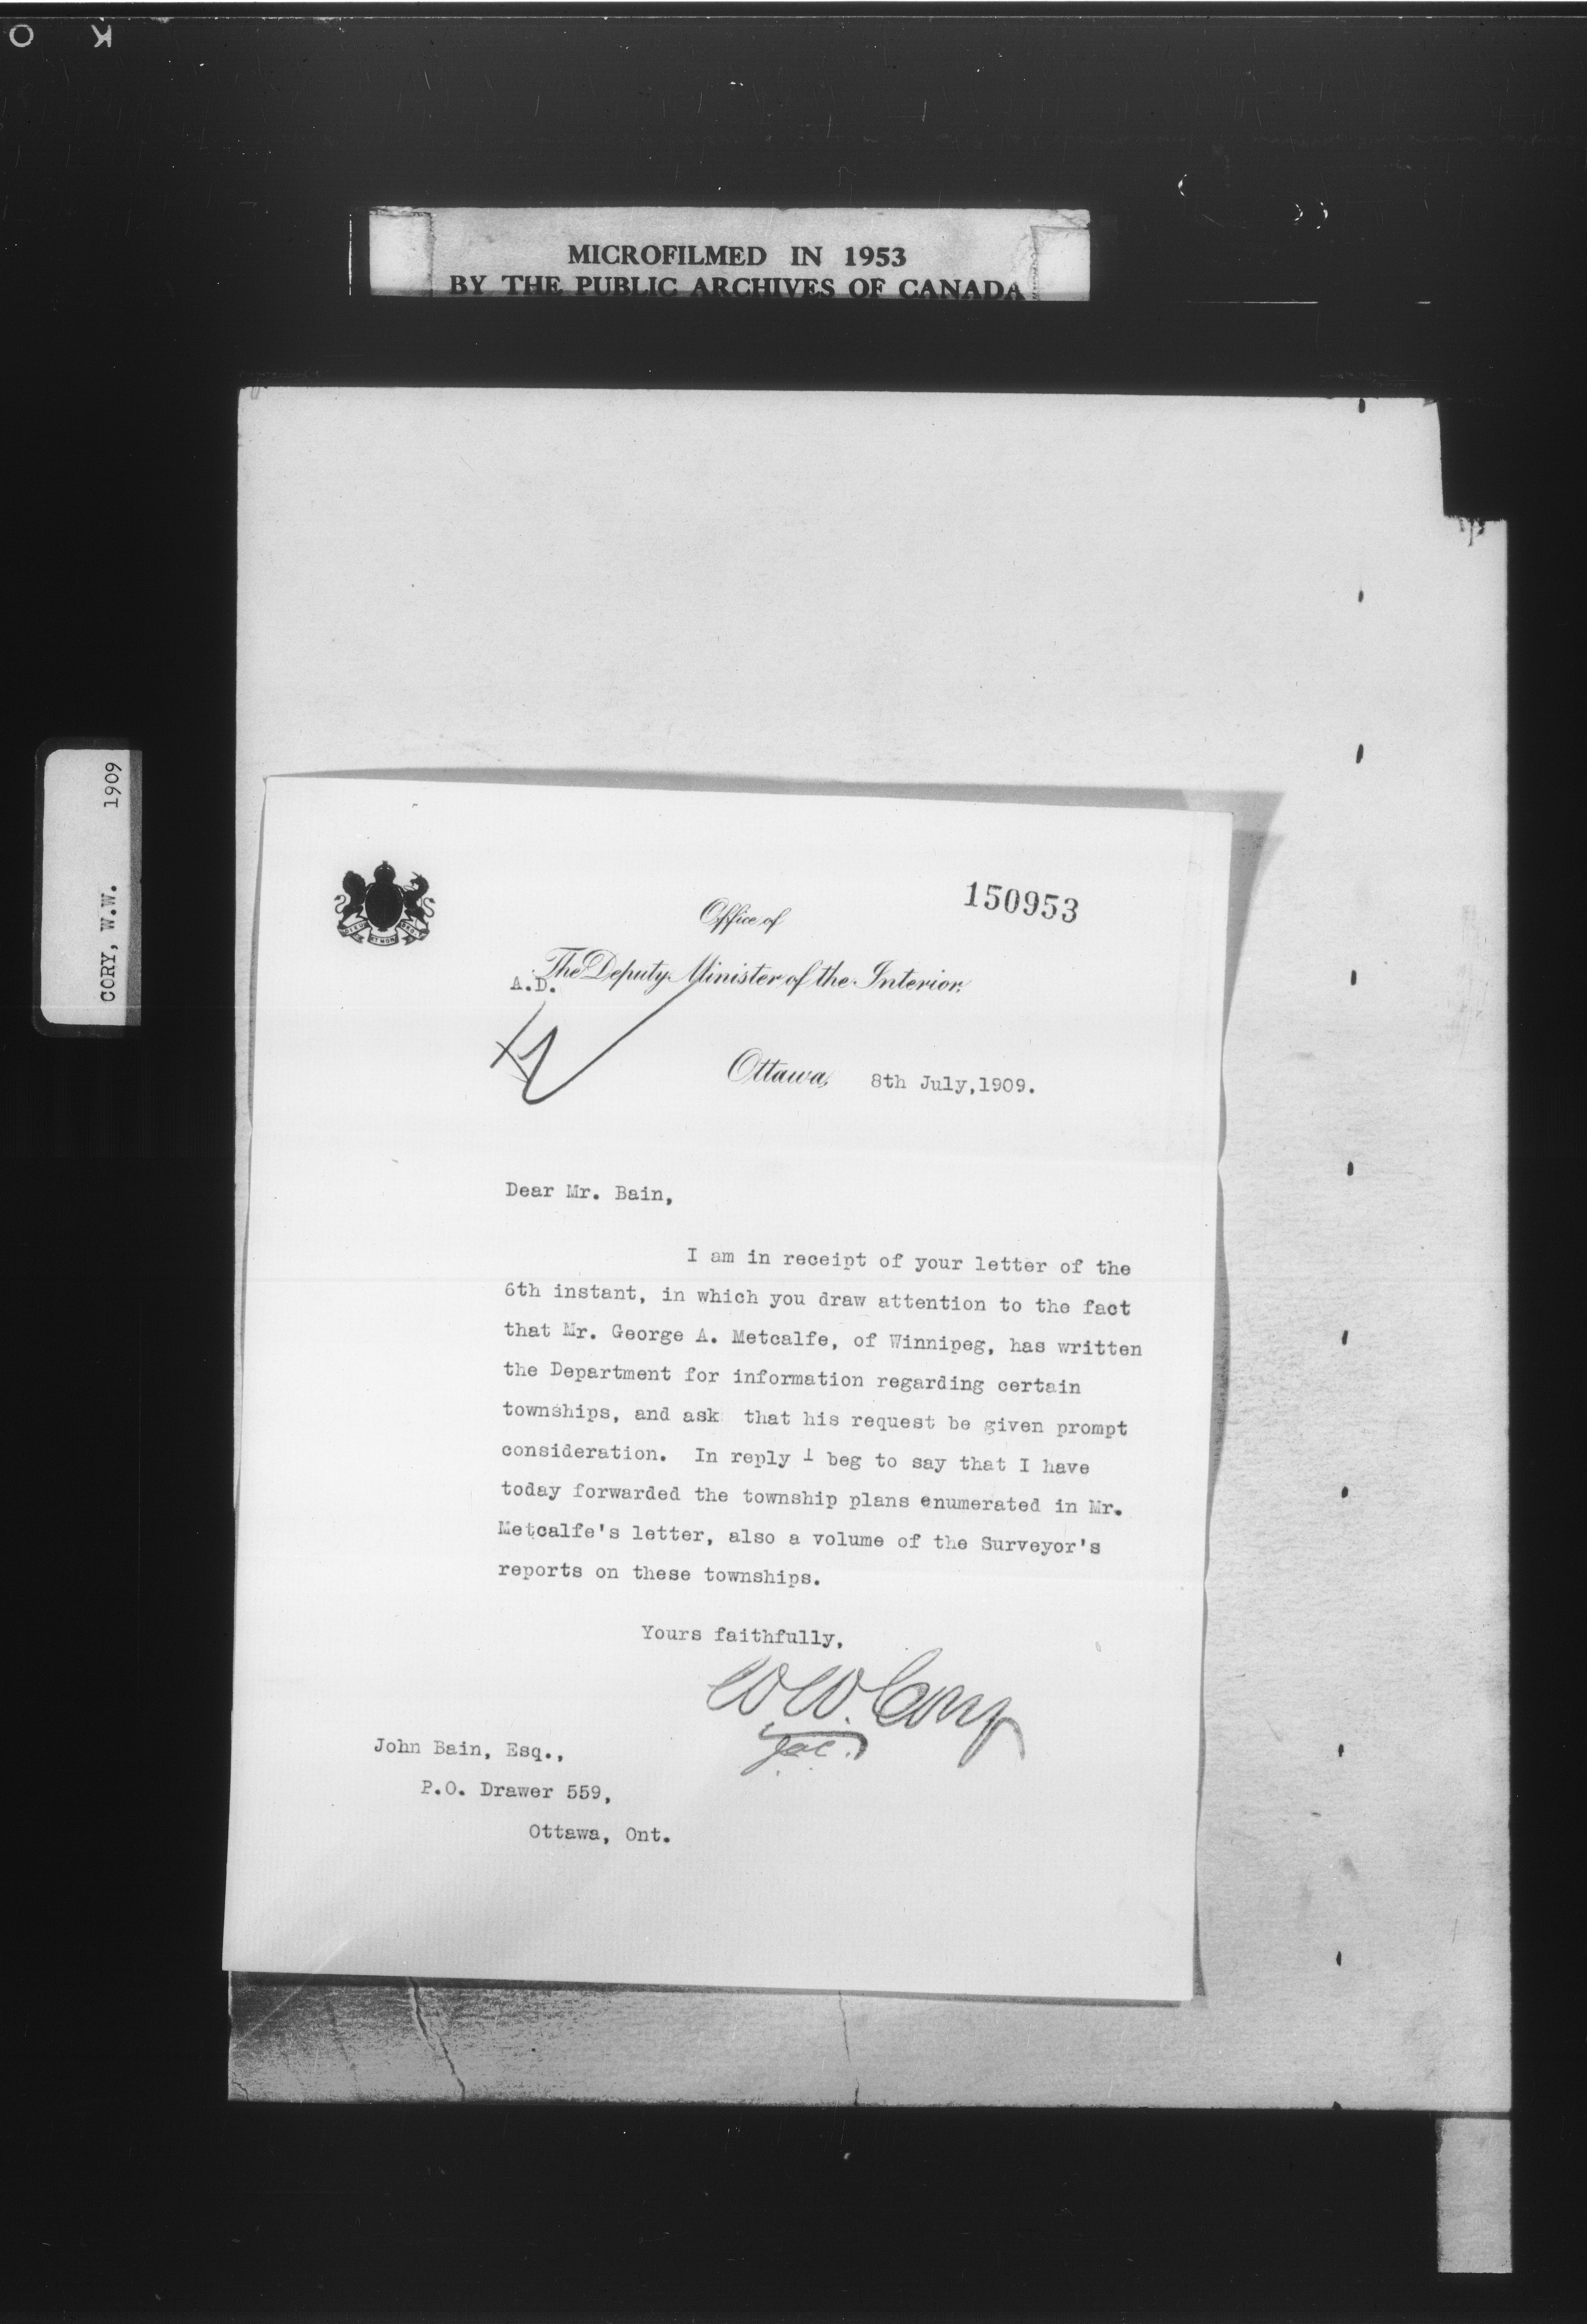 O K
MICROFILMED IN 1953
BY THE PUBLIC ARCHIVES OF CANADA
CORY, W.W. 1909
150953
Office of
The Deputy Minister of the Interior.
A.D.
Ottawa, 8th July, 1909.
Dear Mr. Bain,
I am in receipt of your letter of the
6th instant, in which you draw attention to the fact
that Mr. George A. Metcalfe, of Winnipeg, has written
the Department for information regarding certain
townships, and ask that his request be given prompt
consideration. In reply I beg to say that I have
today forwarded the township plans enumerated in Mr.
Metcalfe's letter, also a volume of the Surveyor's
reports on these townships.
Yours faithfully,
W.W. Cory
John Bain, Esq.,
P.O. Drawer 559,
Ottawa, Ont.